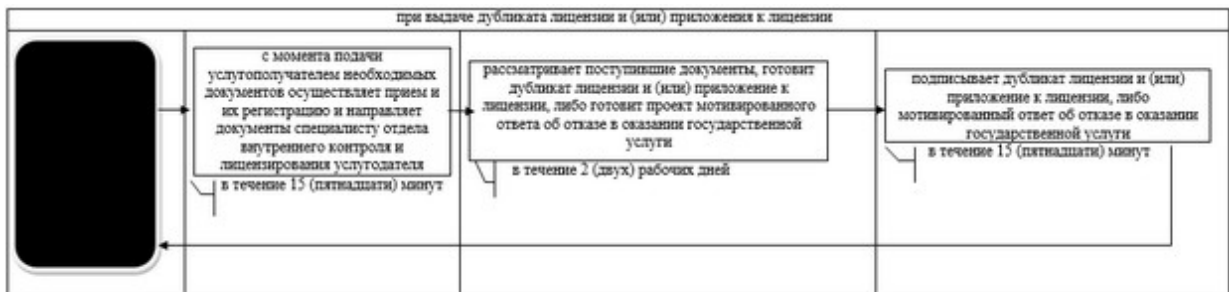 при выдаче дубликата лицензии и (или) приложения к лицензии
с момента подачи
услугополучателем необходимых
документов осуществляет прием и
их регистрацию и направляет
документы специалисту отдела
внутреннего контроля и
лицензирования услугодателя
в течение 15 (пятнадцати) минут
рассматривает поступившие документы, готовит
дубликат лицензии и (или) приложение к
лицензии, либо готовит проект мотивированного
ответа об отказе в оказании государственной
услуги
в течение 2 (двух) рабочих дней
подписывает дубликат лицензии и (или)
приложение к лицензии, либо
мотивированный ответ об отказе в оказании
государственной услуги
в течение 15 (пятнадцати) минут